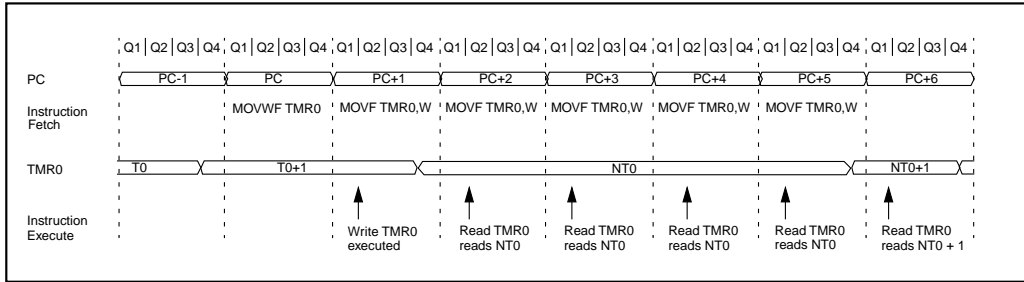 Q1 Q2 Q3 Q4 Q1 Q2 Q3 Q4 Q1 Q2 Q3 Q4 Q1 Q2 Q3 Q4 Q1 Q2 Q3 Q4 Q1 Q2 Q3 Q4 Q1 Q2 Q3 Q4 Q1 Q2 Q3 Q4
PC PC-1 PC PC+1 PC+2 PC+3 PC+4 PC+5 PC+6
Instruction MOVWF TMR0 MOVF TMR0,W MOVF TMR0,W MOVF TMR0,W MOVF TMR0,W MOVF TMR0,W
Fetch
TMR0 T0 T0+1 NT0 NT0+1
Instruction Write TMR0 Read TMR0 Read TMR0 Read TMR0 Read TMR0 Read TMR0
Execute executed reads NT0 reads NT0 reads NT0 reads NT0 reads NT0 + 1